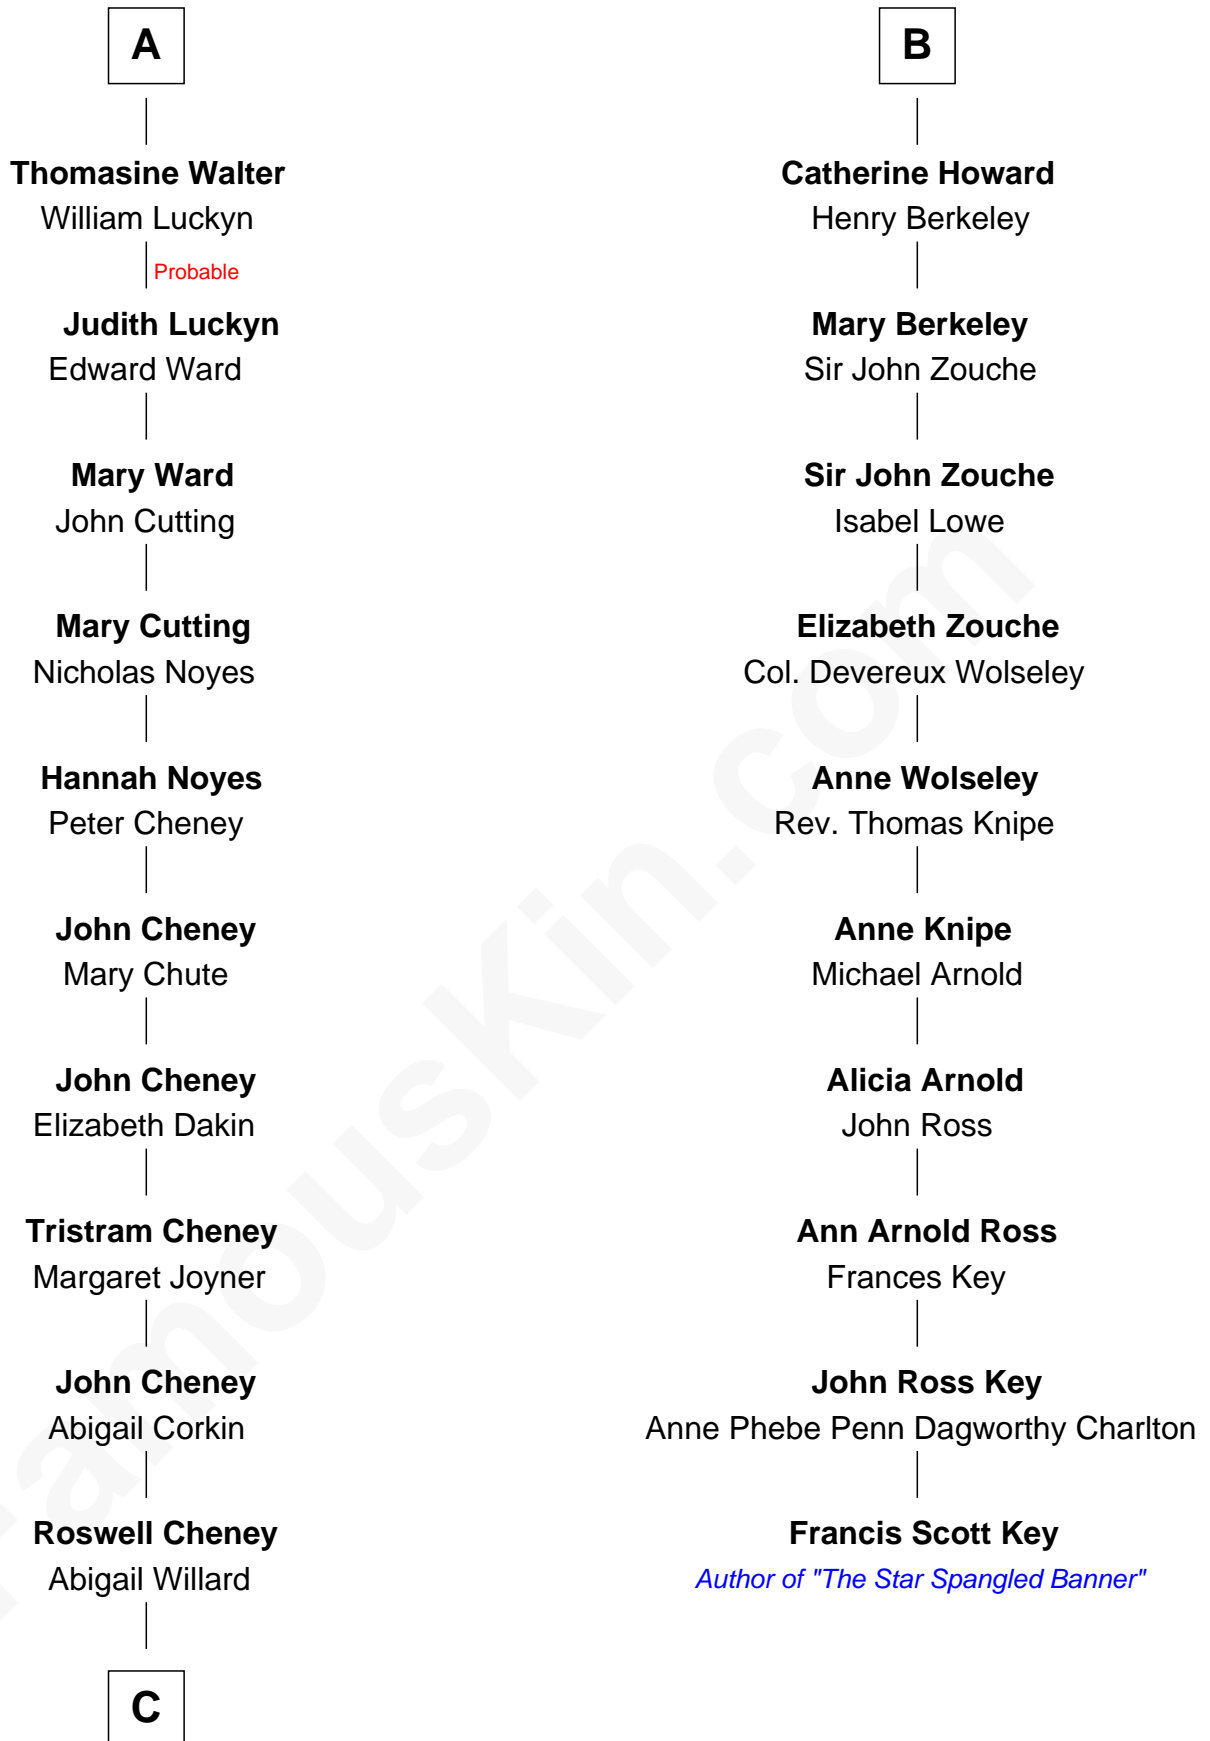 A
Thomasine Walter
William Luckyn
Probable
Judith Luckyn
Edward Ward
Mary Ward
John Cutting
Mary Cutting
Nicholas Noyes
Hannah Noyes
Peter Cheney
John Cheney
Mary Chute
John Cheney
Elizabeth Dakin
Tristram Cheney
Margaret Joyner
John Cheney
Abigail Corkin
Roswell Cheney
Abigail Willard
C
B
Catherine Howard
Henry Berkeley
Mary Berkeley
Sir John Zouche
Sir John Zouche
Isabel Lowe
Elizabeth Zouche
Col. Devereux Wolseley
Anne Wolseley
Rev. Thomas Knipe
Anne Knipe
Michael Arnold
Alicia Arnold
John Ross
Ann Arnold Ross
Frances Key
John Ross Key
Anne Phebe Penn Dagworthy Charlton
Francis Scott Key
Author of "The Star Spangled Banner"
FamousKin.com